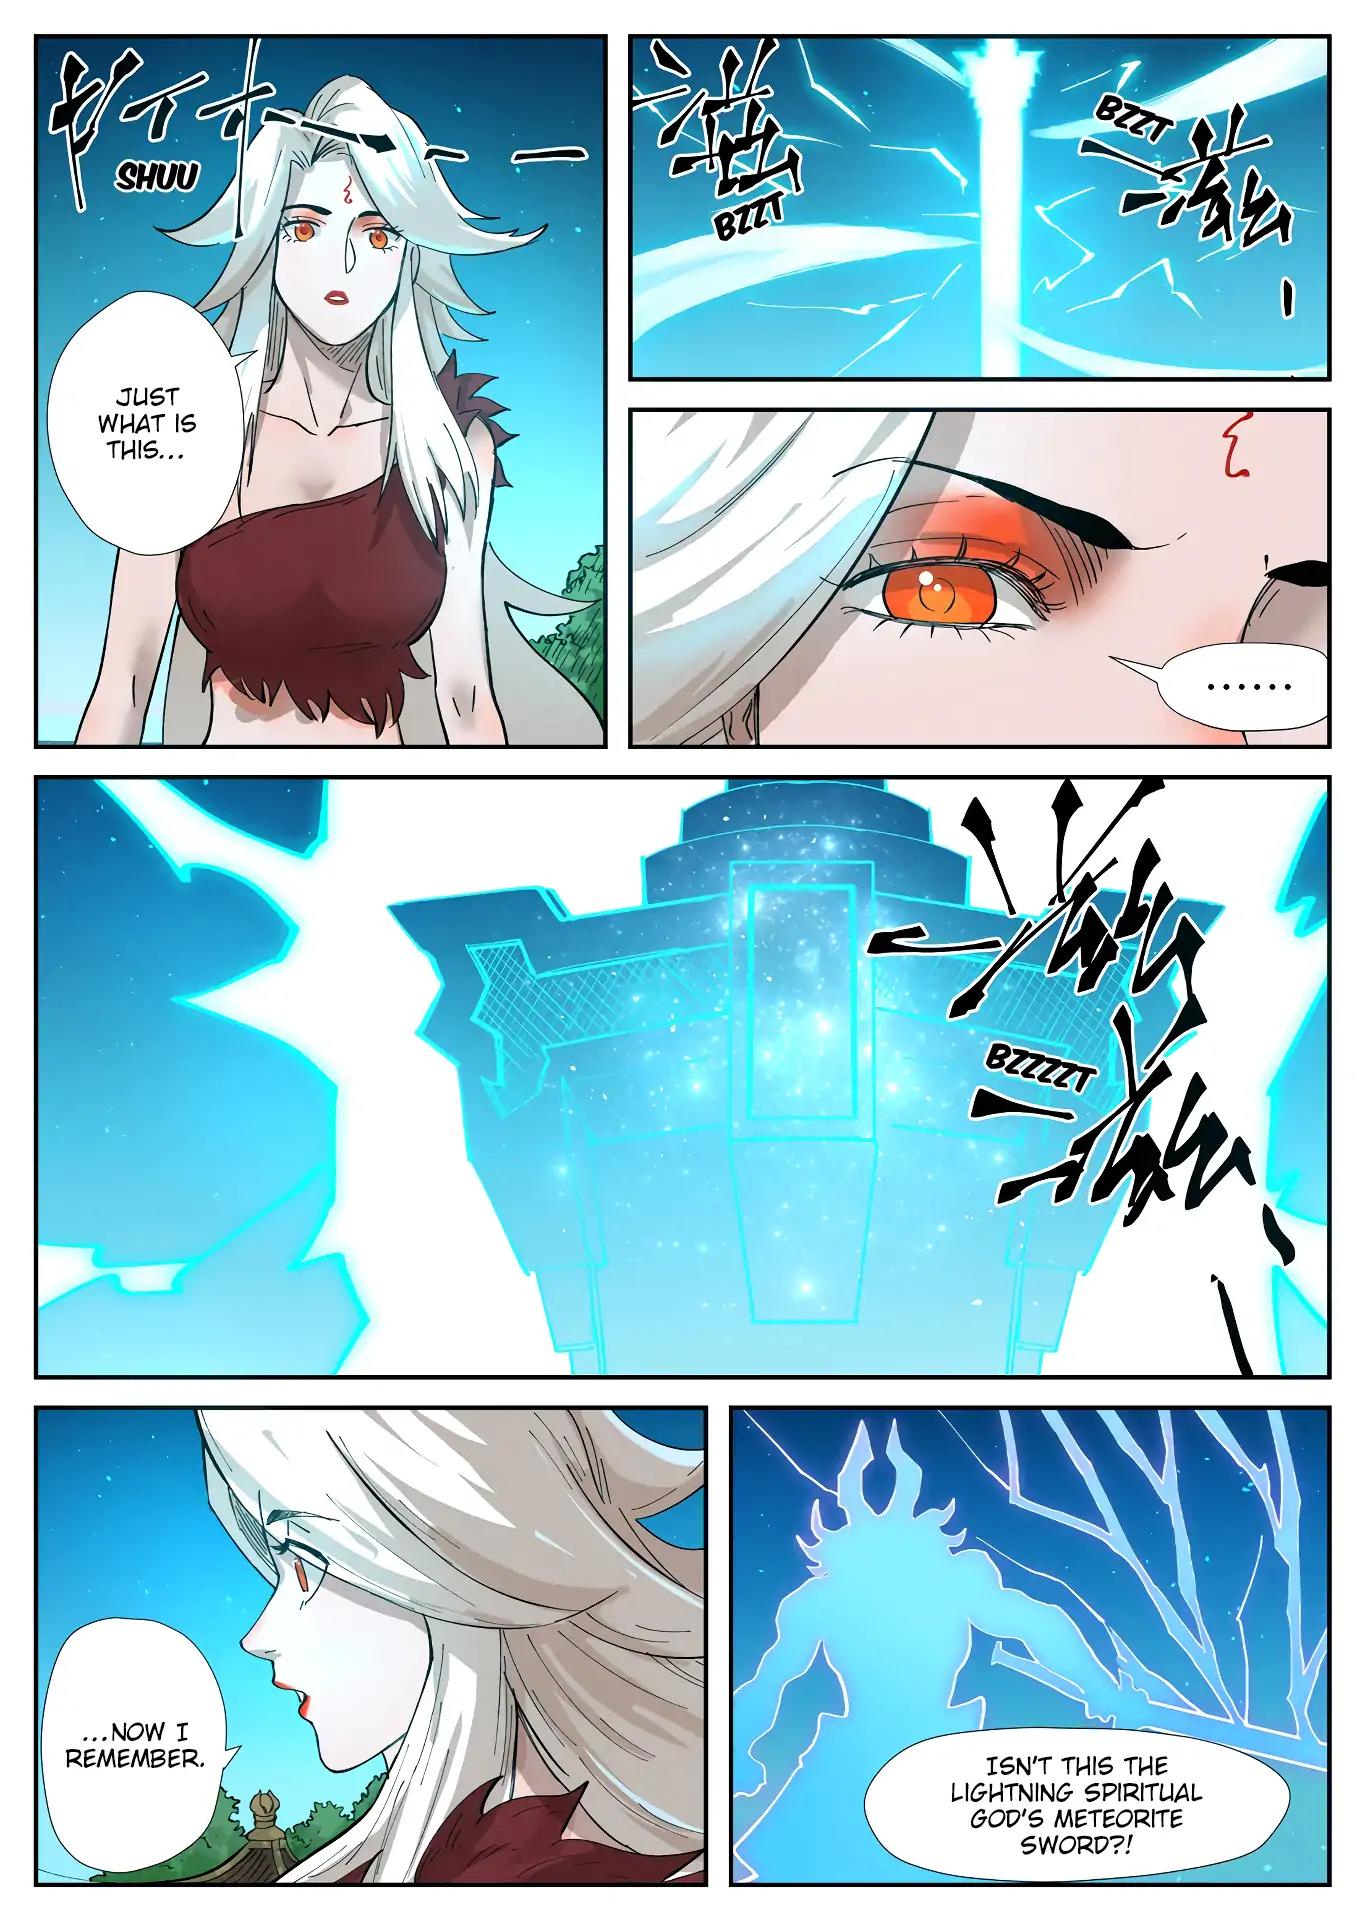 SHUU
JUST
WHAT IS
THIS...
BZZT
BZZT
......
BZZZZT
...NOW I
REMEMBER.
ISN'T THIS THE
LIGHTNING SPIRITUAL
GOD'S METEORITE
SWORD?!